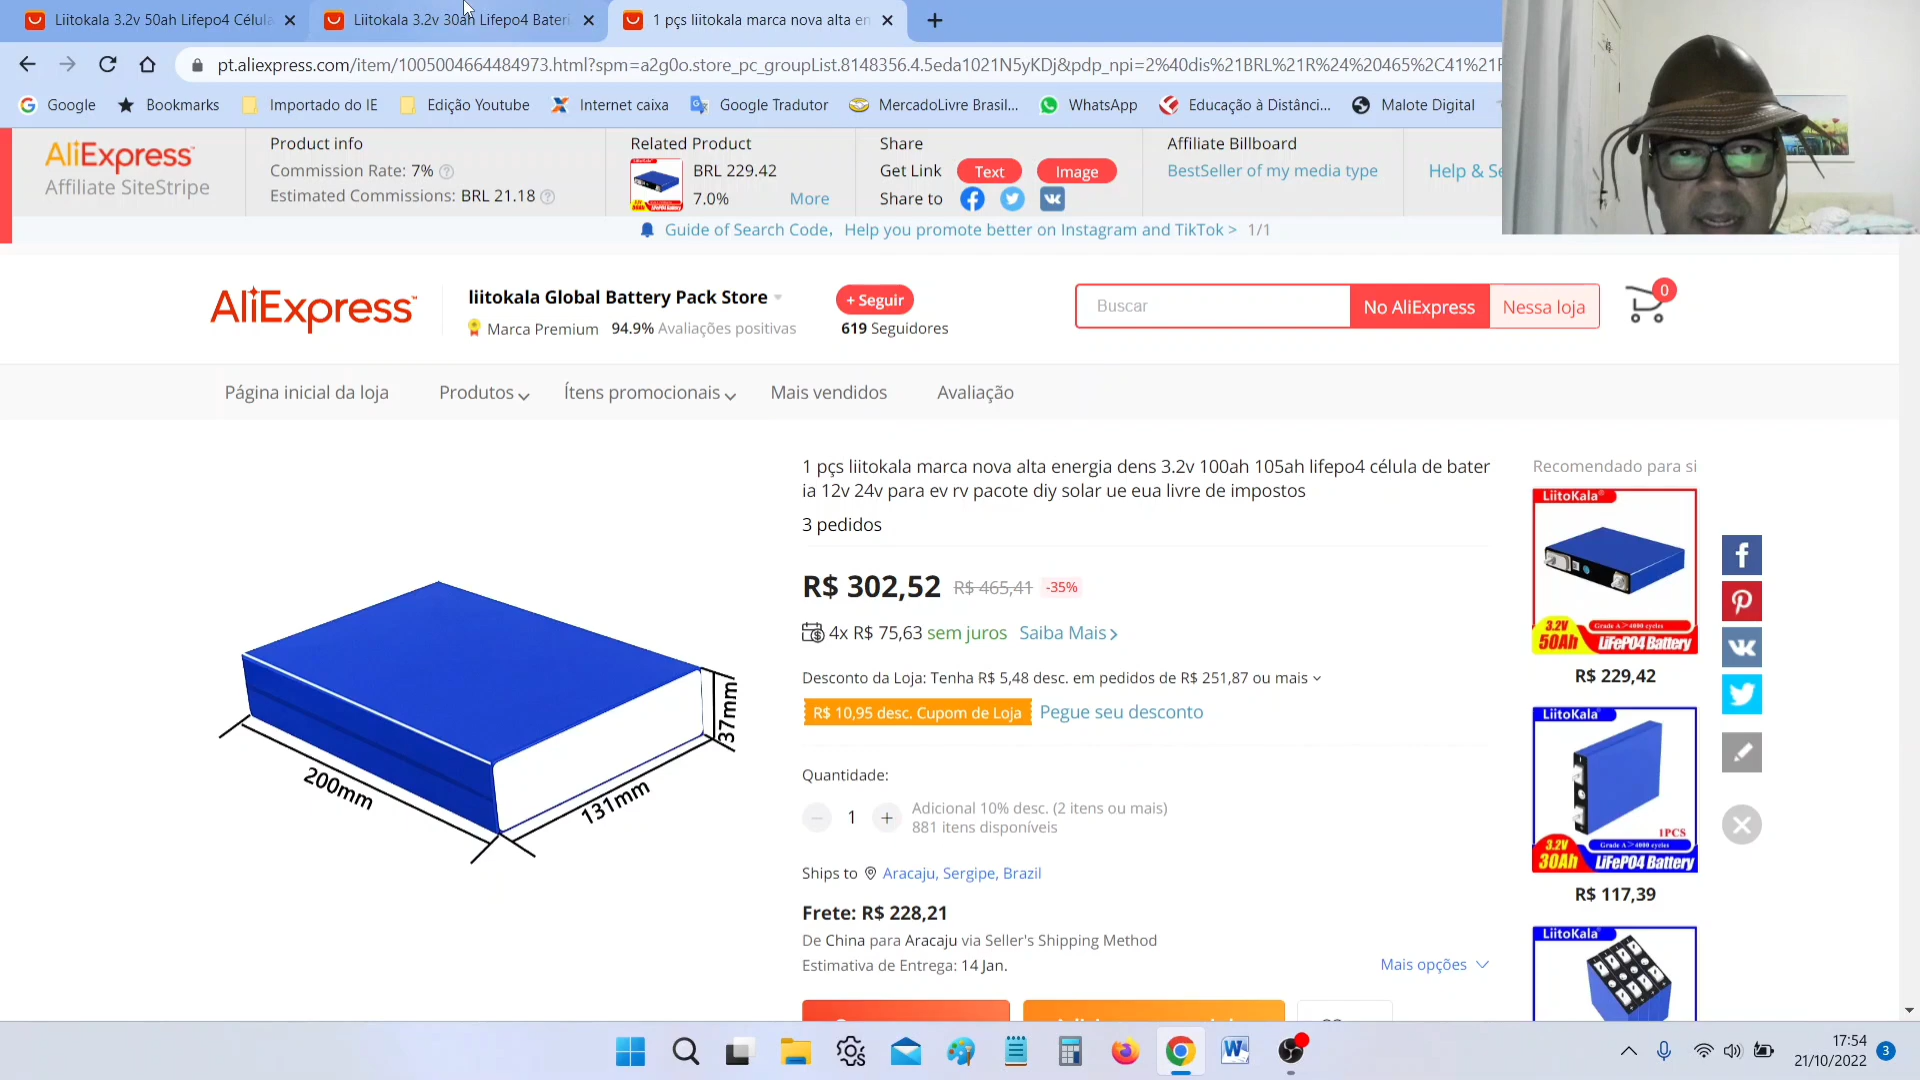 Liitokala 3.2v 50ah Lifepo4 Célula
Liitokala 3.2v 30ah Lifepo4 Bateri
1 pçs liitokala marca nova alta en
pt.aliexpress.com/item/1005004664484973.html?spm=a2g0o.store_pc_groupList.8148356.4.5eda1021N5yKDj&pdp_npi=2%40dis%21BRL%21R%24%20465%2C41%21F
Google
Bookmarks
Importado do IE
Edição Youtube
Internet caixa
Google Tradutor
MercadoLivre Brasil...
WhatsApp
Educação à Distânci...
Malote Digital
AliExpress
Affiliate SiteStripe
Product info
Commission Rate: 7%
Estimated Commissions: BRL 21.18
Related Product
BRL 229.42
7.0%
More
Share
Get Link
Text
Image
Share to
Affiliate Billboard
BestSeller of my media type
Help & Se
Guide of Search Code, Help you promote better on Instagram and TikTok > 1/1
AliExpress
liitokala Global Battery Pack Store
Marca Premium 94.9% Avaliações positivas
+ Seguir
619 Seguidores
Buscar
No AliExpress
Nessa loja
0
Página inicial da loja
Produtos
Ítens promocionais
Mais vendidos
Avaliação
200mm
131mm
37mm
1 pçs liitokala marca nova alta energia dens 3.2v 100ah 105ah lifepo4 célula de bater
ia 12v 24v para ev rv pacote diy solar ue eua livre de impostos
3 pedidos
R$ 302,52 R$ 465,41 -35%
4x R$ 75,63 sem juros Saiba Mais
Desconto da Loja: Tenha R$ 5,48 desc. em pedidos de R$ 251,87 ou mais
R$ 10,95 desc. Cupom de Loja Pegue seu desconto
Quantidade:
1
Adicional 10% desc. (2 itens ou mais)
881 itens disponíveis
Ships to Aracaju, Sergipe, Brazil
Frete: R$ 228,21
De China para Aracaju via Seller's Shipping Method
Estimativa de Entrega: 14 Jan.
Mais opções
Recomendado para si
LiitoKala
3.2V
50Ah
Grade A > 4000 cycles
LiFePO4 Battery
R$ 229,42
LiitoKala
1PCS
3.2V
30Ah
Grade A > 4000 cycles
LiFePO4 Battery
R$ 117,39
LiitoKala
17:54
21/10/2022
3